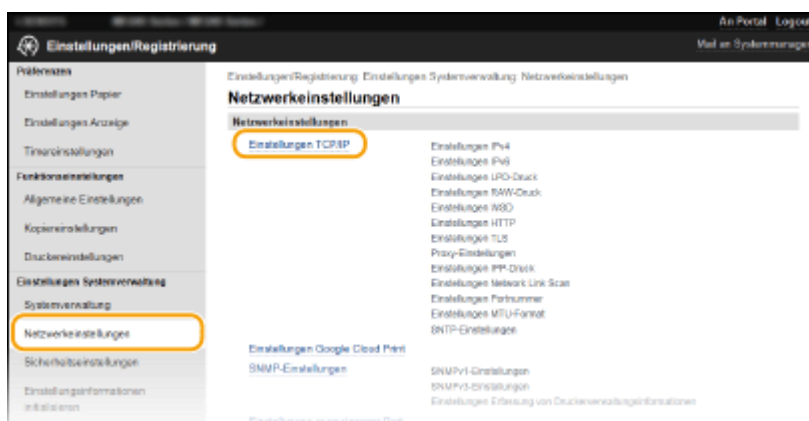 An Portal Logout
Einstellungen/Registrierung
Mail an Systemmanager
Präferenzen
Einstellungen Papier
Einstellungen Anzeige
Timereinstellungen
Funktionseinstellungen
Allgemeine Einstellungen
Kopiereinstellungen
Druckereinstellungen
Einstellungen Systemverwaltung
Systemverwaltung
Netzwerkeinstellungen
Sicherheitseinstellungen
Einstellungsinformationen
initialisieren
Einstellungen/Registrierung: Einstellungen Systemverwaltung: Netzwerkeinstellungen
Netzwerkeinstellungen
Netzwerkeinstellungen
Einstellungen TCP/IP
Einstellungen IPv4
Einstellungen IPv6
Einstellungen LPD-Druck
Einstellungen RAW-Druck
Einstellungen WSD
Einstellungen HTTP
Einstellungen TLS
Proxy-Einstellungen
Einstellungen IPP-Druck
Einstellungen Network Link Scan
Einstellungen Portnummer
Einstellungen MTU-Format
SNTP-Einstellungen
Einstellungen Google Cloud Print
SNMP-Einstellungen
SNMPv1-Einstellungen
SNMPv3-Einstellungen
Einstellungen Erfassung von Druckerverwaltungsinformationen